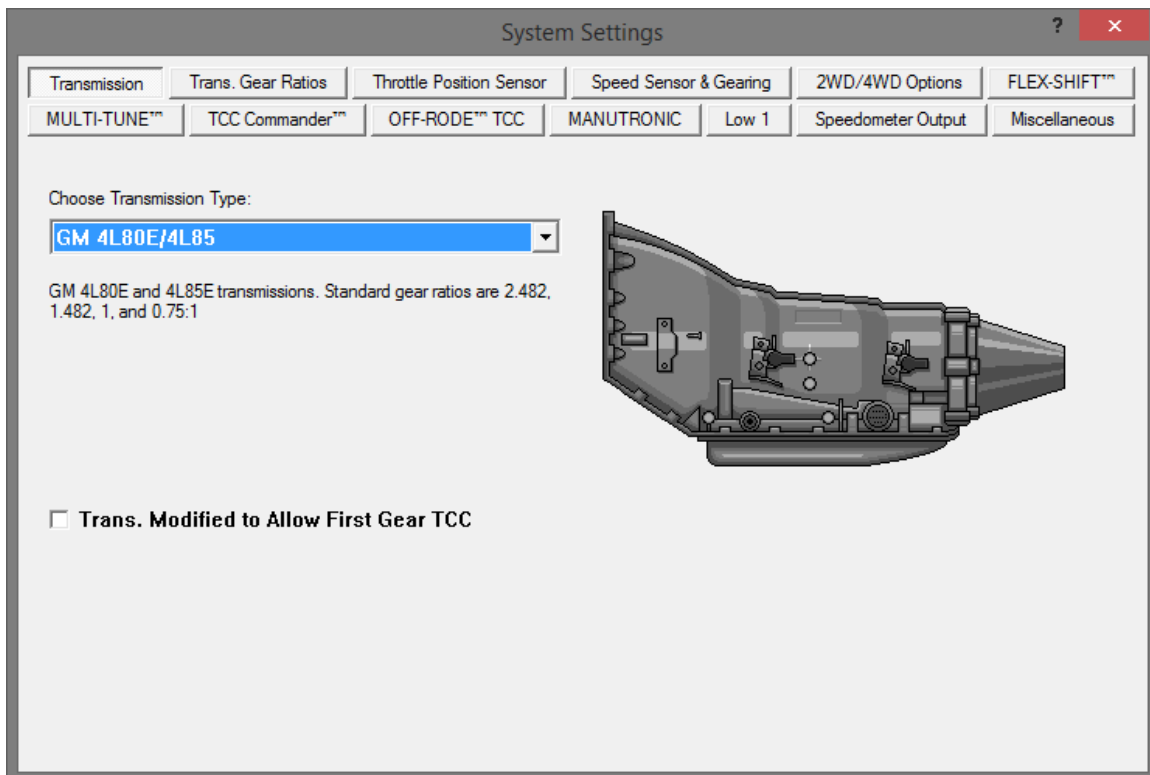 System Settings
?
×
Transmission
Trans. Gear Ratios
Throttle Position Sensor
Speed Sensor & Gearing
2WD/4WD Options
FLEX-SHIFT™
MULTI-TUNE™
TCC Commander™
OFF-RODE™ TCC
MANUTRONIC
Low 1
Speedometer Output
Miscellaneous
Choose Transmission Type:
GM 4L80E/4L85
GM 4L80E and 4L85E transmissions. Standard gear ratios are 2.482,
1.482, 1, and 0.75:1
Trans. Modified to Allow First Gear TCC